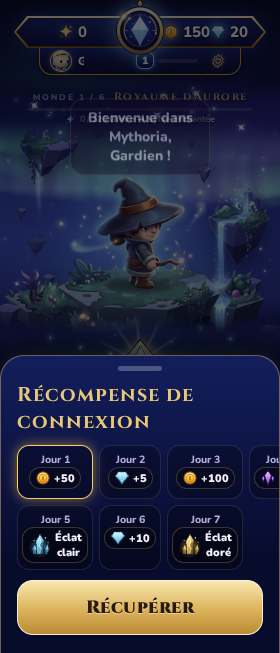 0
150
20
G
1
MONDE 1 / 6 ROYAUME D'AURORE
Bienvenue dans
Mythoria,
Gardien !
RÉCOMPENSE DE
CONNEXION
Jour 1
Jour 2
Jour 3
+50
+5
+100
Jour 5
Jour 6
Jour 7
Éclat
clair
+10
Éclat
doré
RÉCUPÉRER